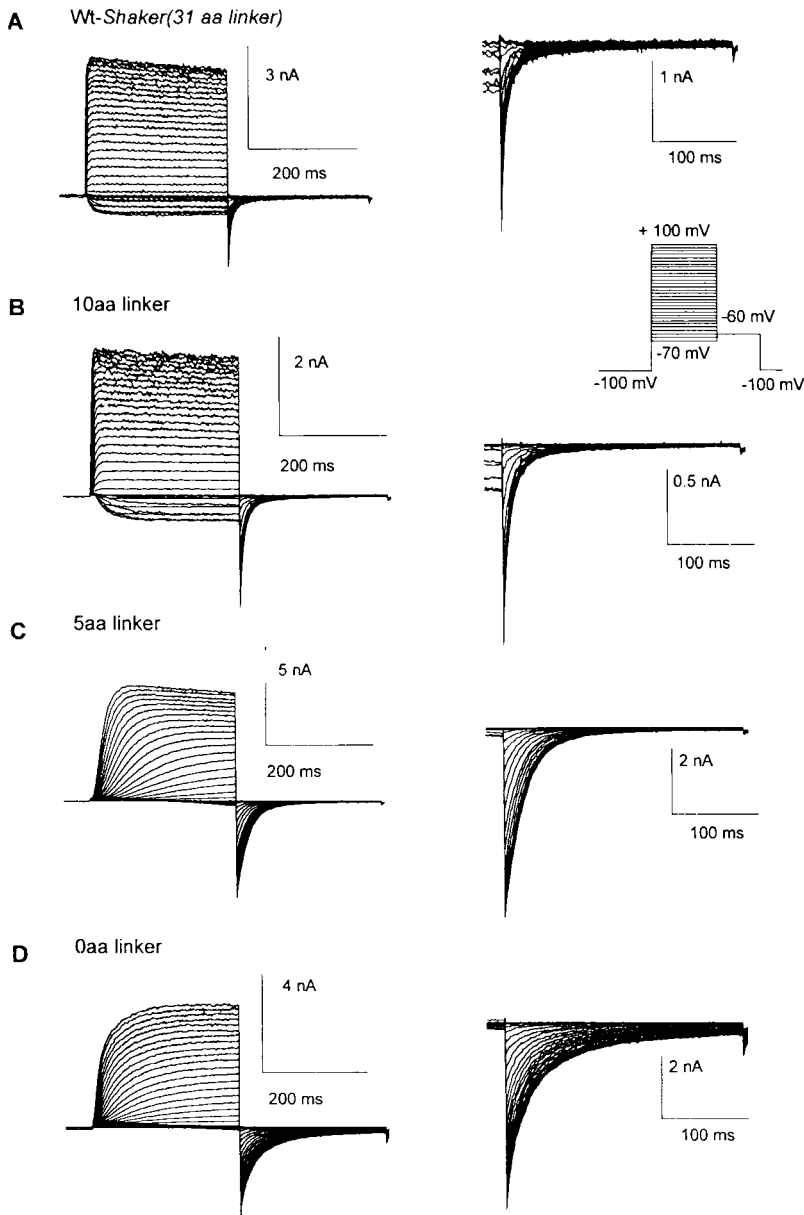 A
Wt-Shaker(31 aa linker)
3 nA
200 ms
1 nA
100 ms
+ 100 mV
-60 mV
-70 mV
-100 mV
-100 mV
B
10aa linker
2 nA
200 ms
0.5 nA
100 ms
C
5aa linker
5 nA
200 ms
2 nA
100 ms
D
0aa linker
4 nA
200 ms
2 nA
100 ms